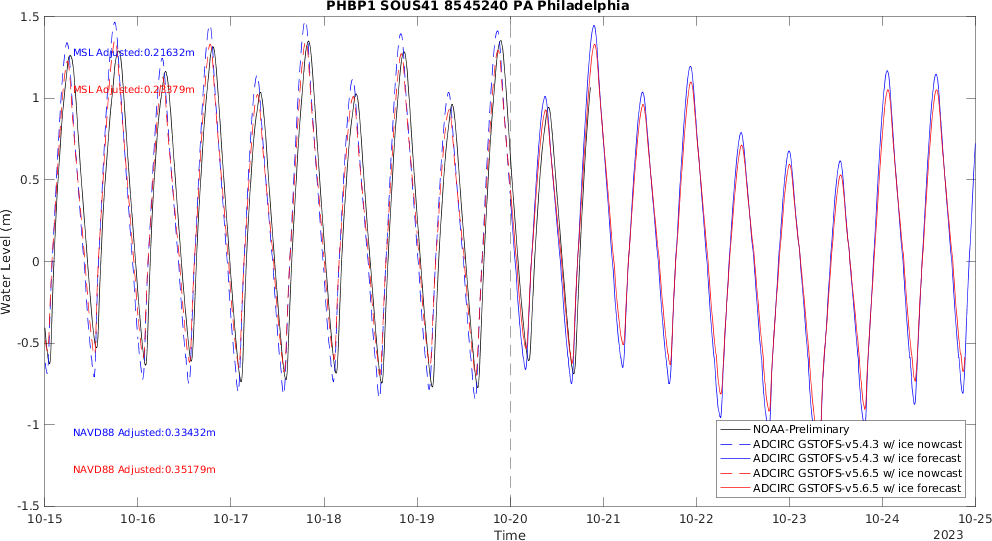 PHBP1 SOUS41 8545240 PA Philadelphia
1.5
1
0.5
0
-0.5
-1
-1.5
Water Level (m)
MSL Adjusted:0.21632m
MSL Adjusted:0.23379m
NAVD88 Adjusted:0.33432m
NAVD88 Adjusted:0.35179m
NOAA-Preliminary
ADCIRC GSTOFS-v5.4.3 w/ ice nowcast
ADCIRC GSTOFS-v5.4.3 w/ ice forecast
ADCIRC GSTOFS-v5.6.5 w/ ice nowcast
ADCIRC GSTOFS-v5.6.5 w/ ice forecast
10-15 10-16 10-17 10-18 10-19 10-20 10-21 10-22 10-23 10-24 10-25
Time
2023